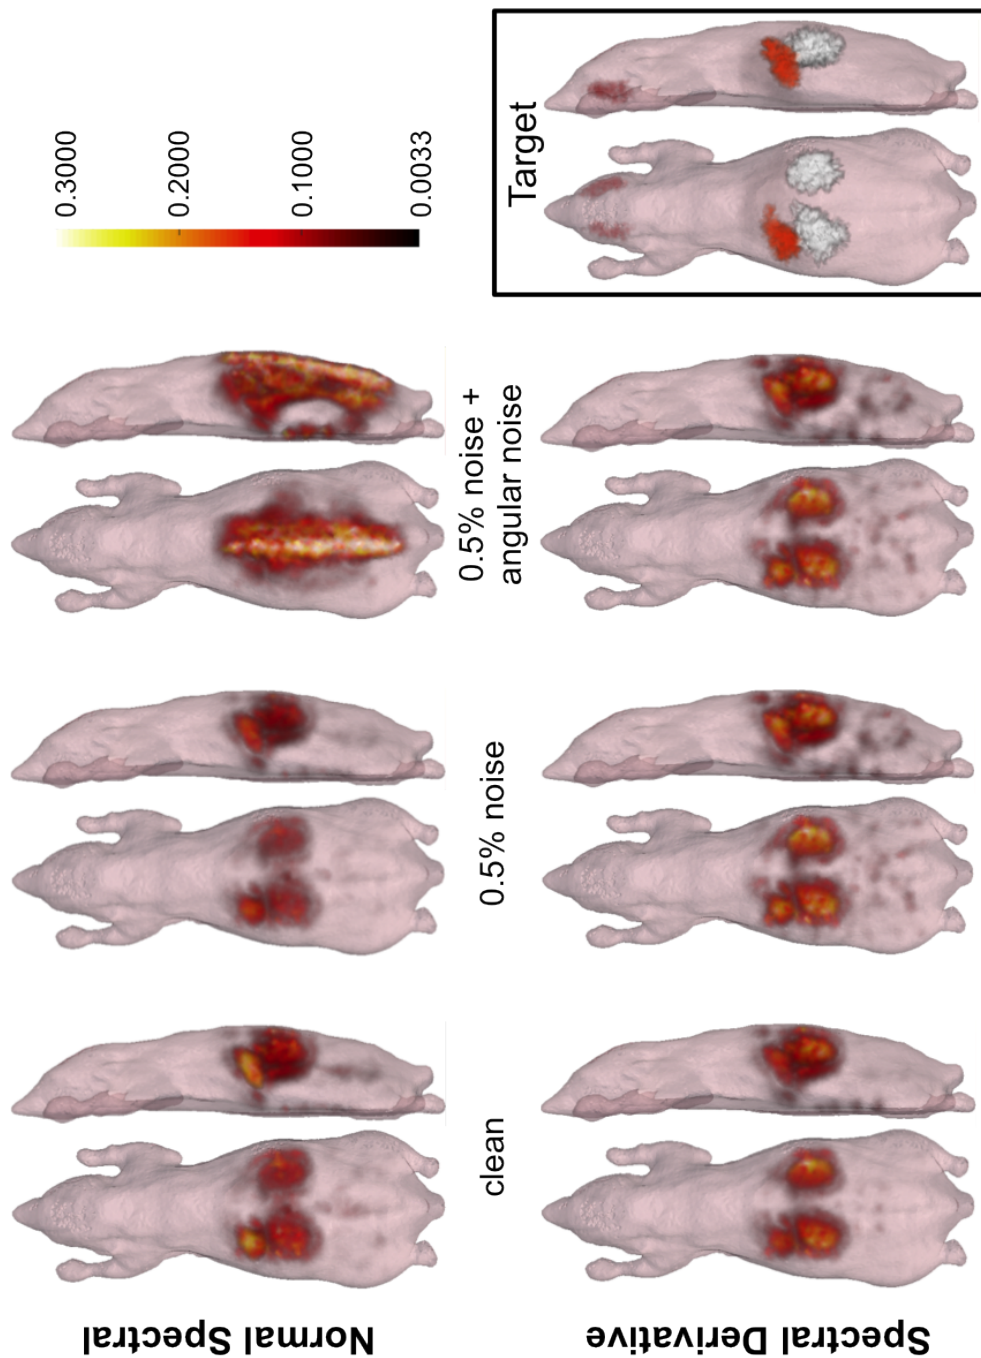 Normal Spectral
clean
0.5% noise
0.5% noise +
angular noise
0.3000
0.2000
0.1000
0.0033
Spectral Derivative
Target